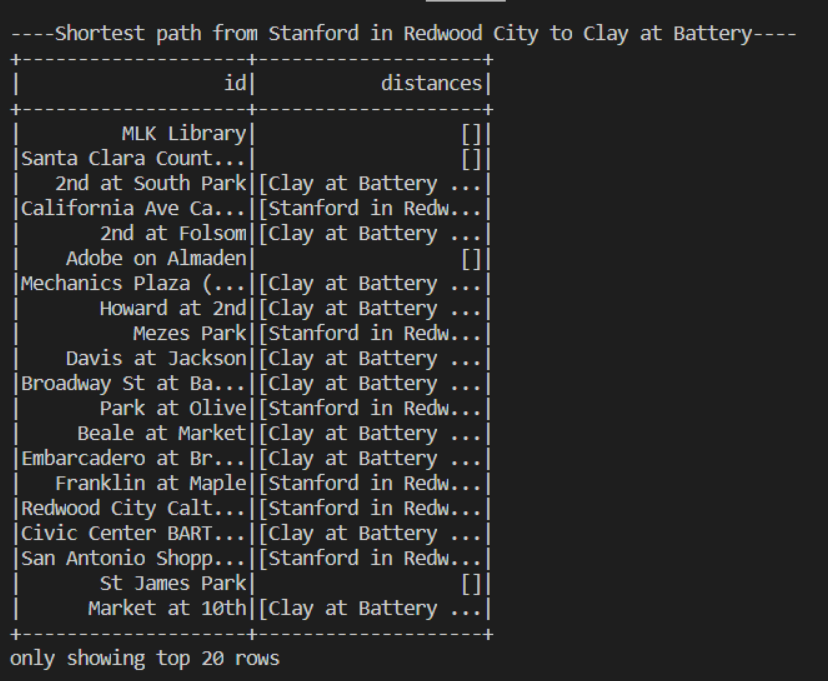 ----Shortest path from Stanford in Redwood City to Clay at Battery----
+--------------------+--------------------+
|                  id|           distances|
+--------------------+--------------------+
|         MLK Library|                  []|
|Santa Clara Count...|                  []|
|   2nd at South Park|[Clay at Battery ...|
|California Ave Ca...|[Stanford in Redw...|
|       2nd at Folsom|[Clay at Battery ...|
|    Adobe on Almaden|                  []|
|Mechanics Plaza (...|[Clay at Battery ...|
|       Howard at 2nd|[Clay at Battery ...|
|          Mezes Park|[Stanford in Redw...|
|    Davis at Jackson|[Clay at Battery ...|
|Broadway St at Ba...|[Clay at Battery ...|
|       Park at Olive|[Stanford in Redw...|
|     Beale at Market|[Clay at Battery ...|
|Embarcadero at Br...|[Clay at Battery ...|
|   Franklin at Maple|[Stanford in Redw...|
|Redwood City Calt...|[Stanford in Redw...|
|Civic Center BART...|[Clay at Battery ...|
|San Antonio Shopp...|[Stanford in Redw...|
|       St James Park|                  []|
|      Market at 10th|[Clay at Battery ...|
+--------------------+--------------------+
only showing top 20 rows